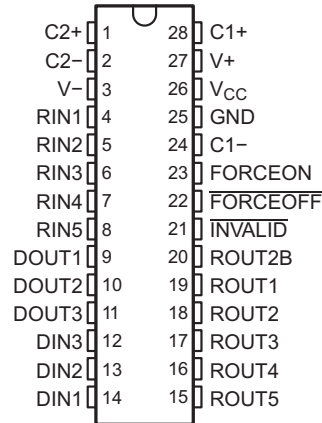 C2+ 1 28 C1+
C2− 2 27 V+
V− 3 26 VCC
RIN1 4 25 GND
RIN2 5 24 C1−
RIN3 6 23 FORCEON
RIN4 7 22 FORCEOFF
RIN5 8 21 INVALID
DOUT1 9 20 ROUT2B
DOUT2 10 19 ROUT1
DOUT3 11 18 ROUT2
DIN3 12 17 ROUT3
DIN2 13 16 ROUT4
DIN1 14 15 ROUT5